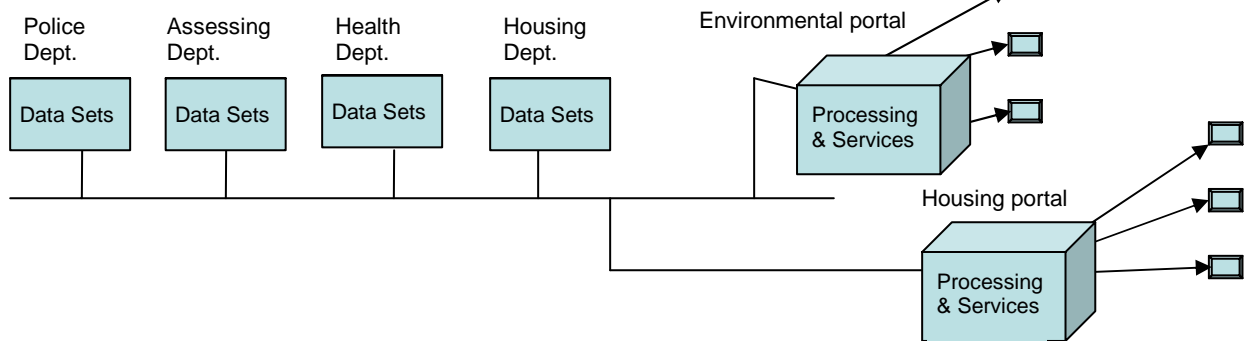 Police
Dept.
Assessing
Dept.
Health
Dept.
Housing
Dept.
Environmental portal
Data Sets
Data Sets
Data Sets
Data Sets
Processing
& Services
Housing portal
Processing
& Services